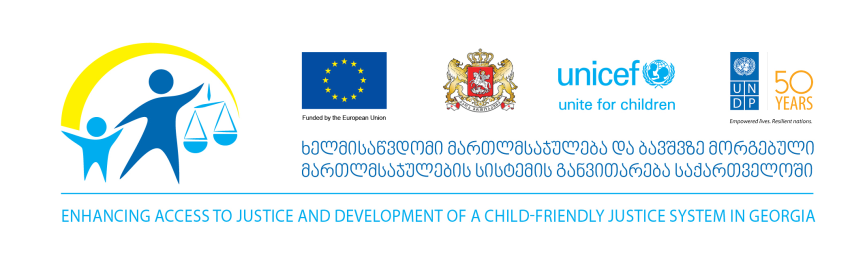 Funded by the European Union
unicef
unite for children
U N
D P
50
YEARS
Empowered lives. Resilient nations.
ხელმისაწვდომი მართლმსაჯულება და ბავშვზე მორგებული
მართლმსაჯულების სისტემის განვითარება საქართველოში
ENHANCING ACCESS TO JUSTICE AND DEVELOPMENT OF A CHILD-FRIENDLY JUSTICE SYSTEM IN GEORGIA